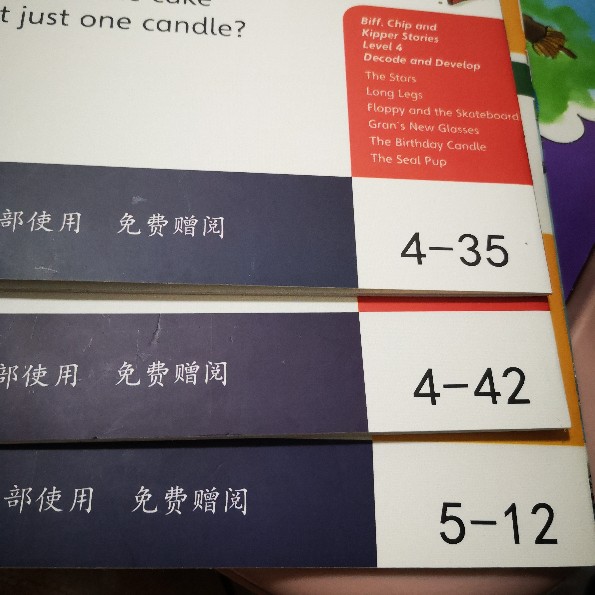 t just one candle?
Biff, Chip and
Kipper Stories
Level 4
Decode and Develop
The Stars
Long Legs
Floppy and the Skateboard
Gran's New Glasses
The Birthday Candle
The Seal Pup
部使用 免费赠阅
4-35
部使用 免费赠阅
4-42
部使用 免费赠阅
5-12